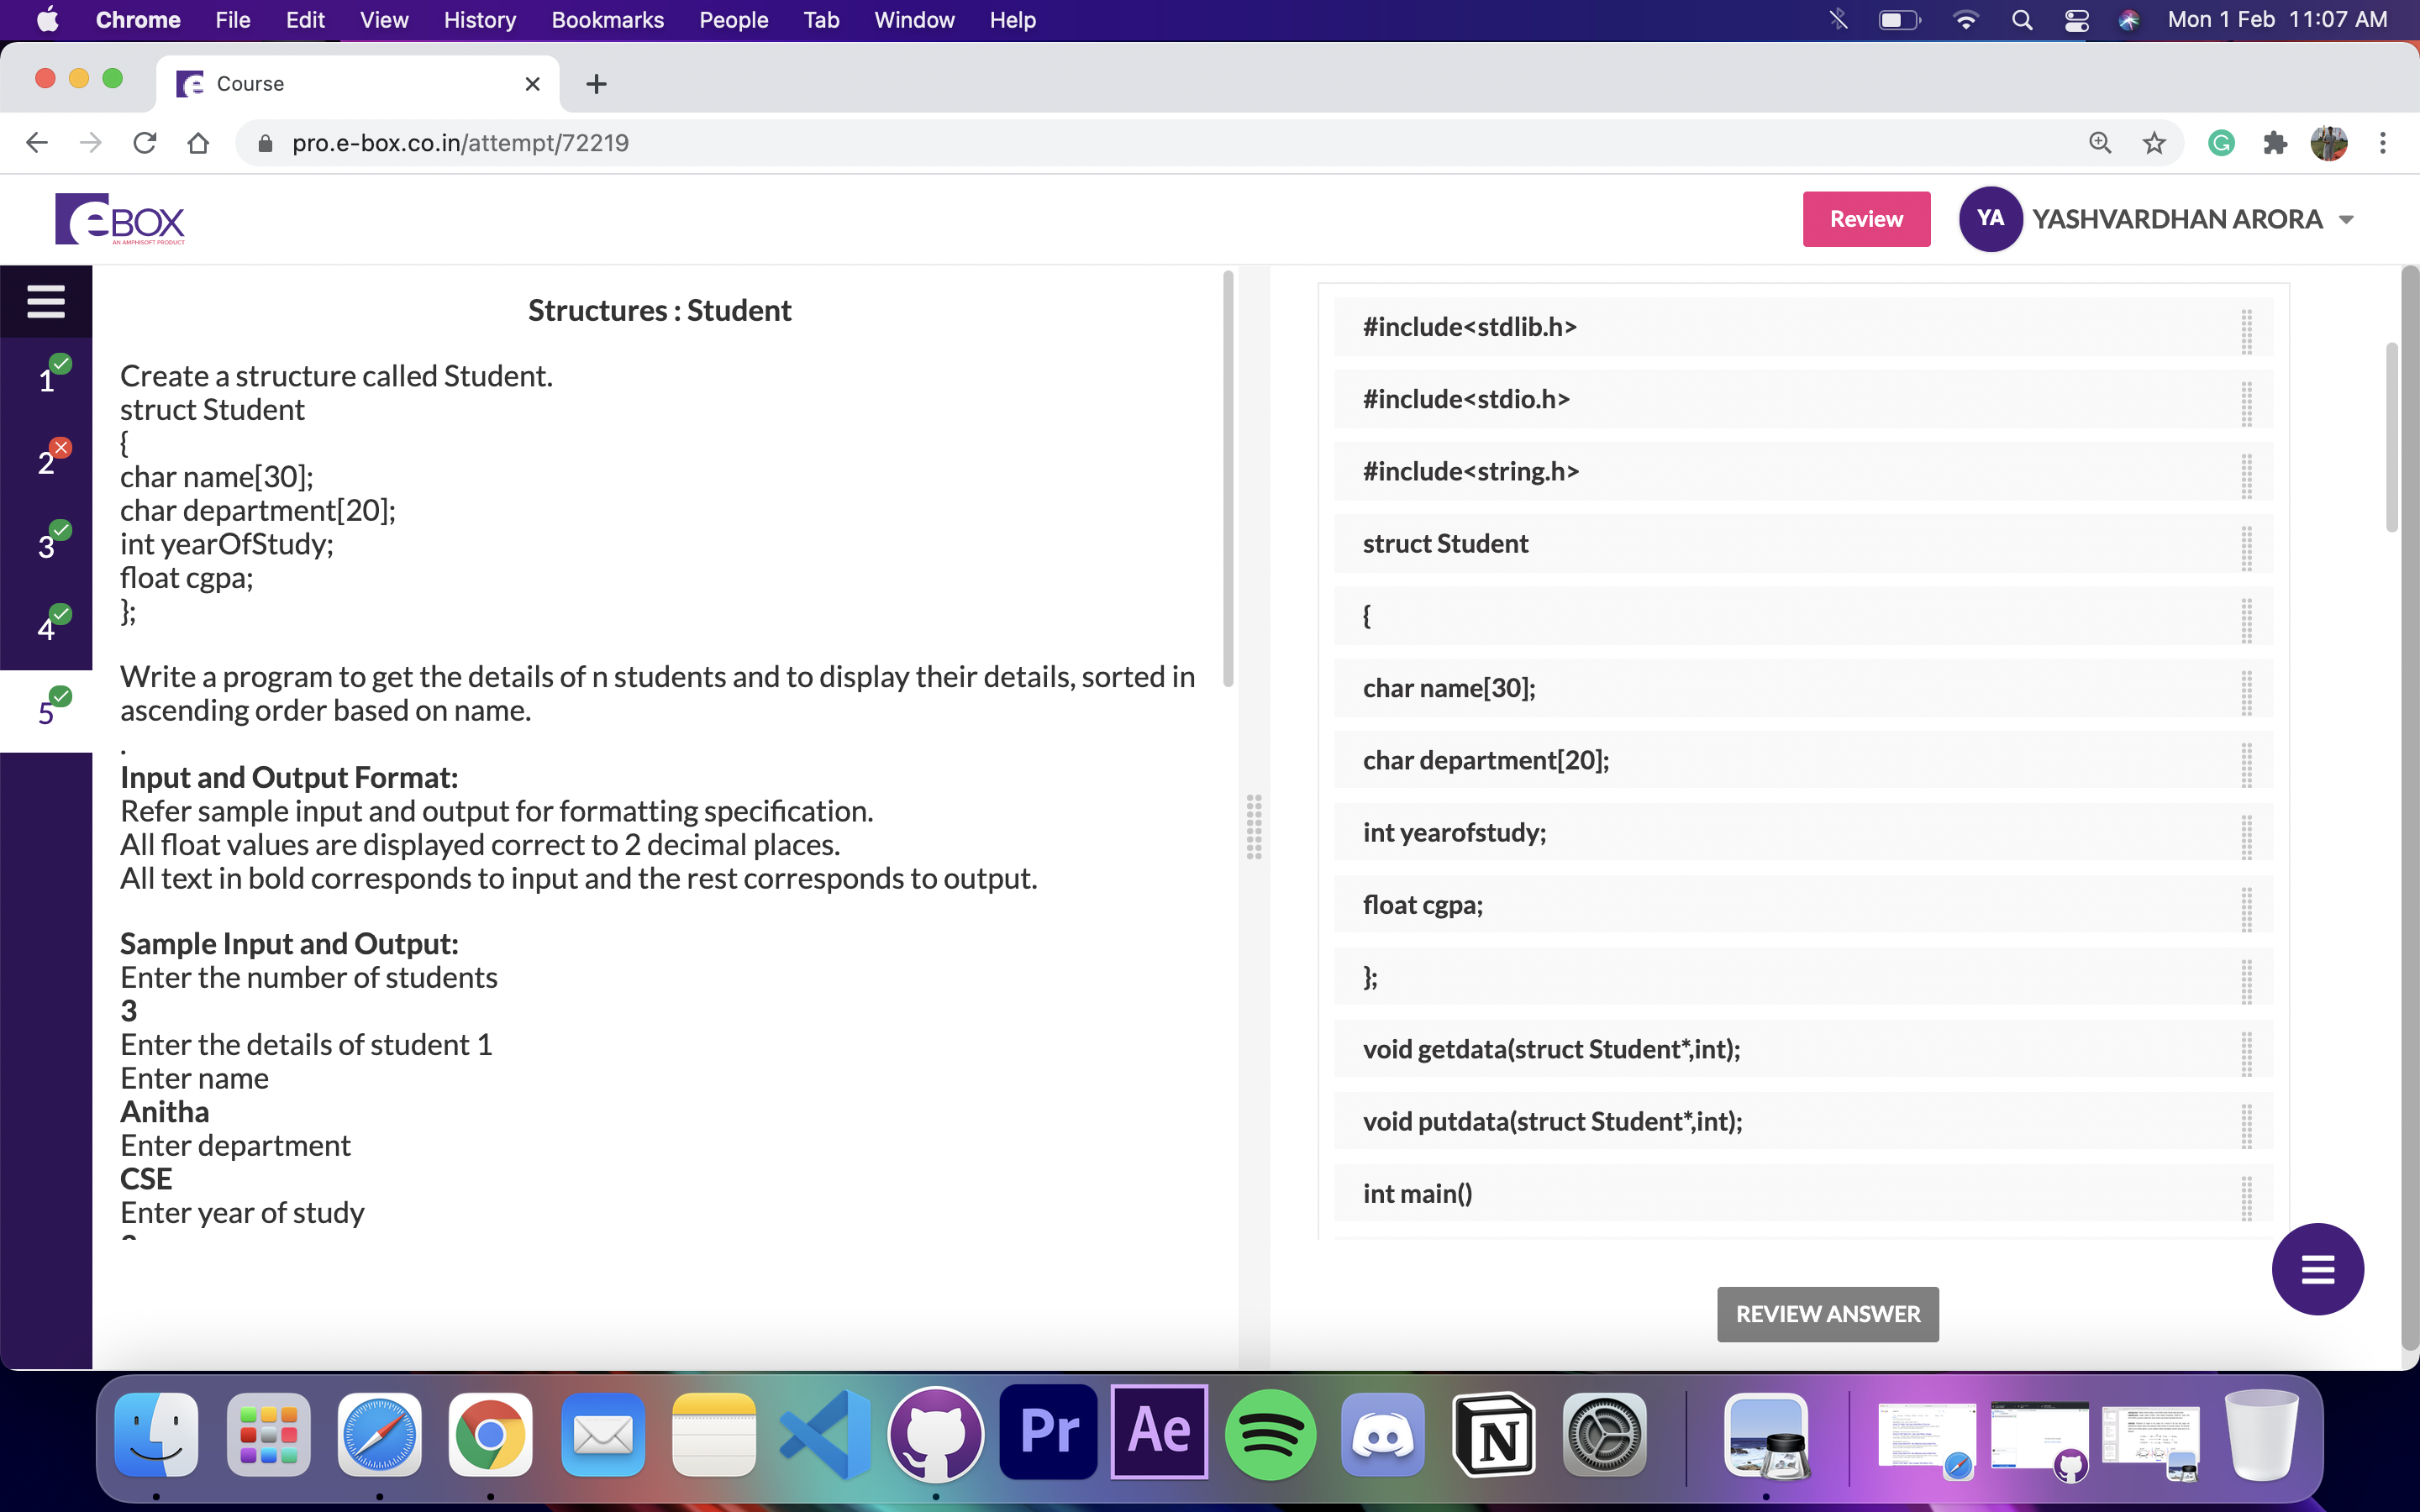 Chrome File Edit View History Bookmarks People Tab Window Help Mon 1 Feb 11:07 AM
Course
pro.e-box.co.in/attempt/72219
eBOX
AN AMPHISOFT PRODUCT
Review YA YASHVARDHAN ARORA
1
2
3
4
5
Structures : Student
Create a structure called Student.
struct Student
{
char name[30];
char department[20];
int yearOfStudy;
float cgpa;
};
Write a program to get the details of n students and to display their details, sorted in
ascending order based on name.
.
Input and Output Format:
Refer sample input and output for formatting specification.
All float values are displayed correct to 2 decimal places.
All text in bold corresponds to input and the rest corresponds to output.
Sample Input and Output:
Enter the number of students
3
Enter the details of student 1
Enter name
Anitha
Enter department
CSE
Enter year of study
#include<stdlib.h>
#include<stdio.h>
#include<string.h>
struct Student
{
char name[30];
char department[20];
int yearofstudy;
float cgpa;
};
void getdata(struct Student*,int);
void putdata(struct Student*,int);
int main()
REVIEW ANSWER
Pr
Ae
N